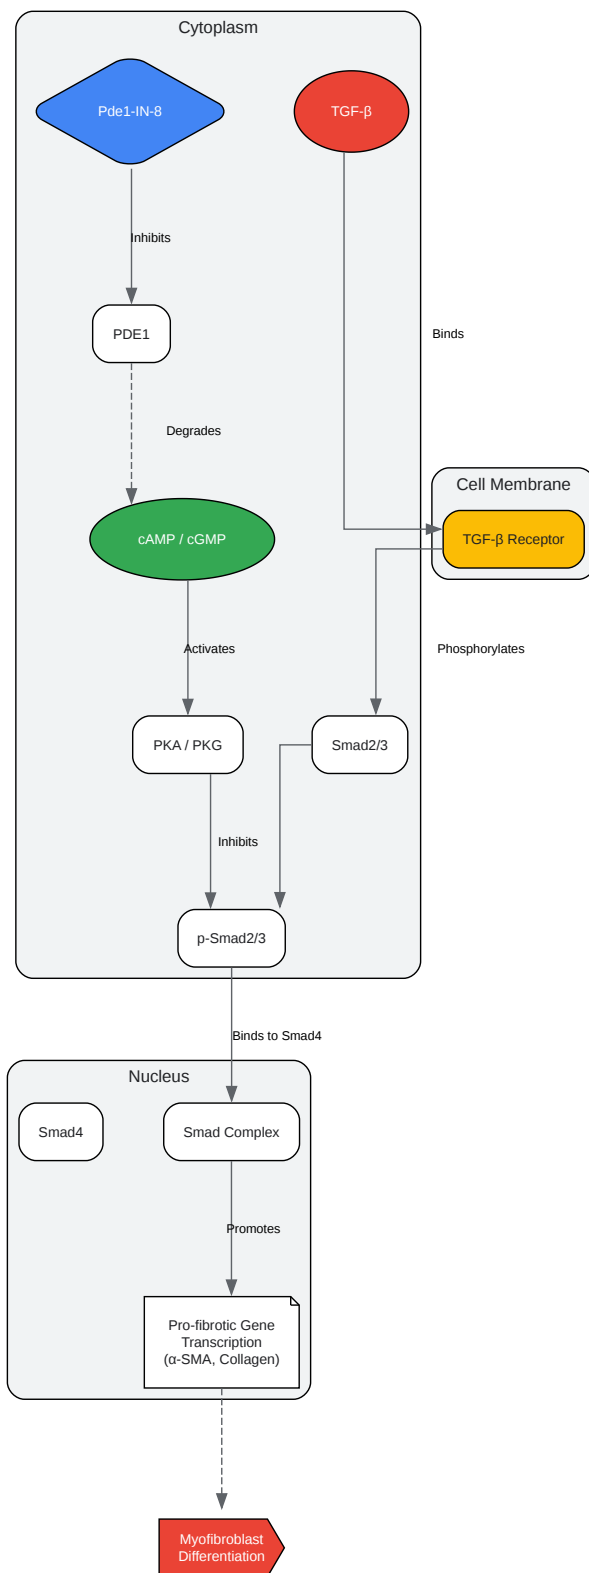 Cytoplasm
Pde1-IN-8
TGF-β
Inhibits
PDE1
Binds
Degrades
Cell Membrane
cAMP / cGMP
TGF-β Receptor
Activates
Phosphorylates
PKA / PKG
Smad2/3
Inhibits
p-Smad2/3
Binds to Smad4
Nucleus
Smad4
Smad Complex
Promotes
Pro-fibrotic Gene
Transcription
(α-SMA, Collagen)
Myofibroblast
Differentiation